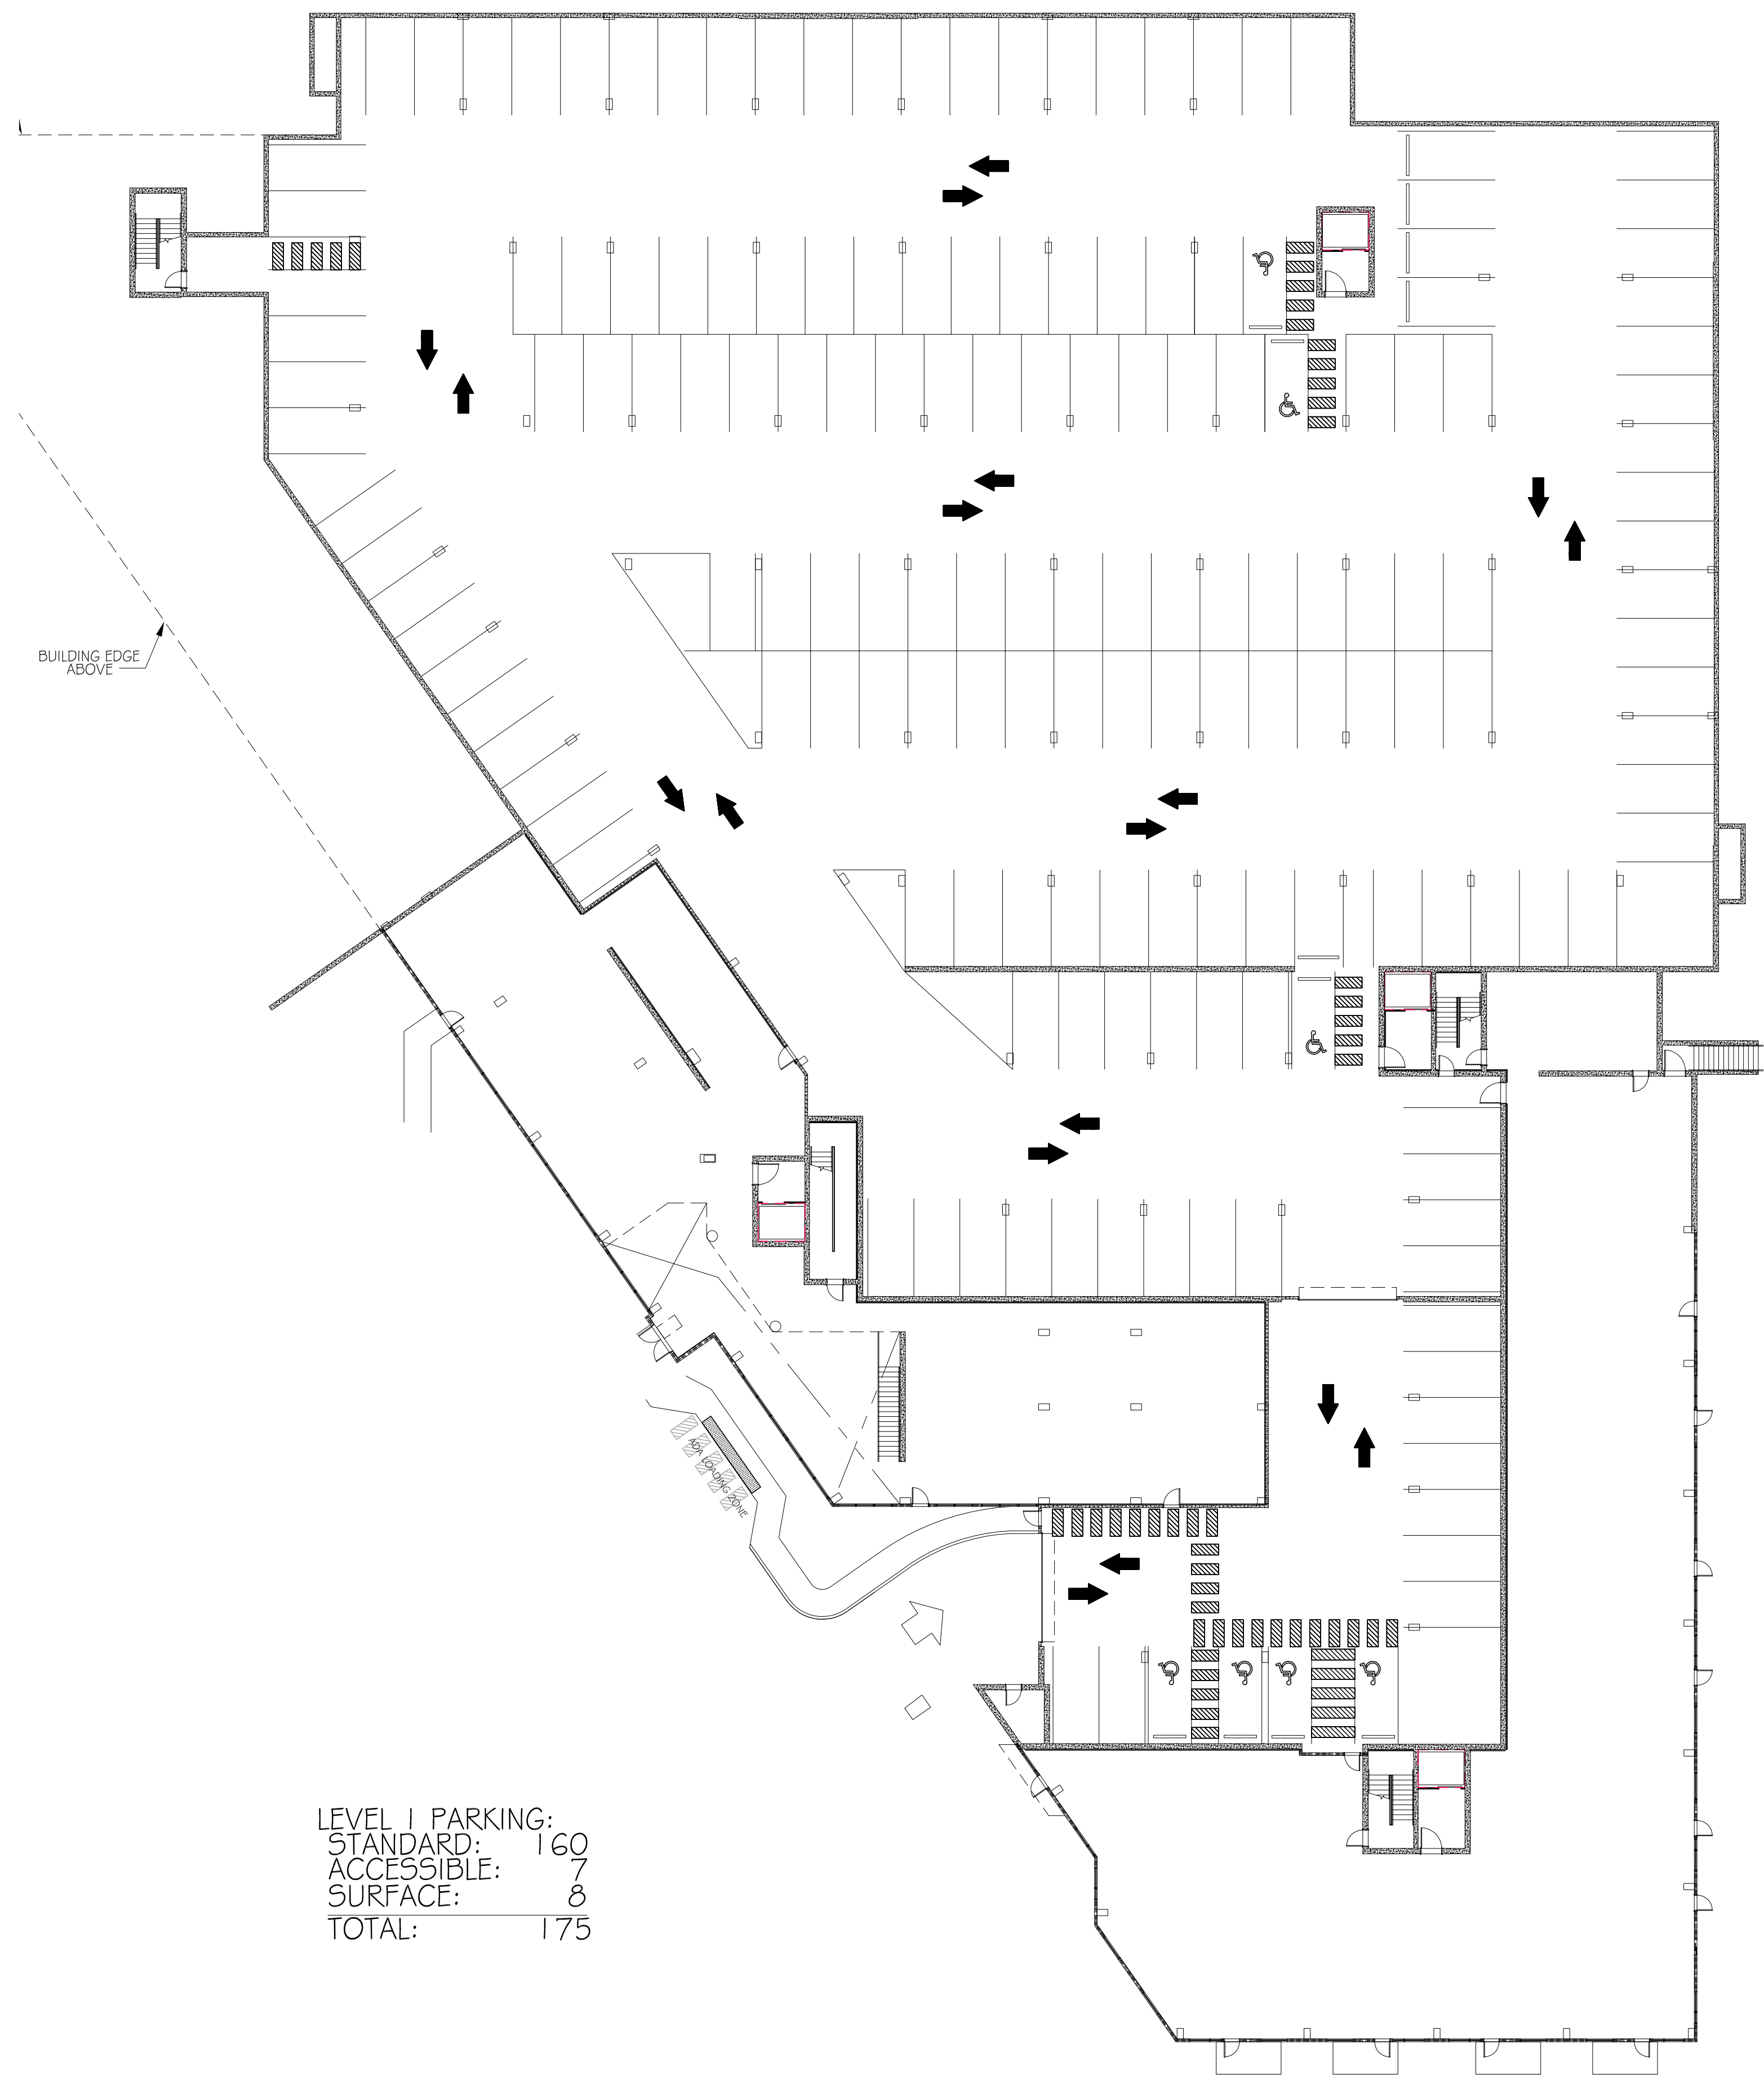 BUILDING EDGE
ABOVE
ADA LOADING ZONE
LEVEL 1 PARKING:
STANDARD: 160
ACCESSIBLE: 7
SURFACE: 8
TOTAL: 175